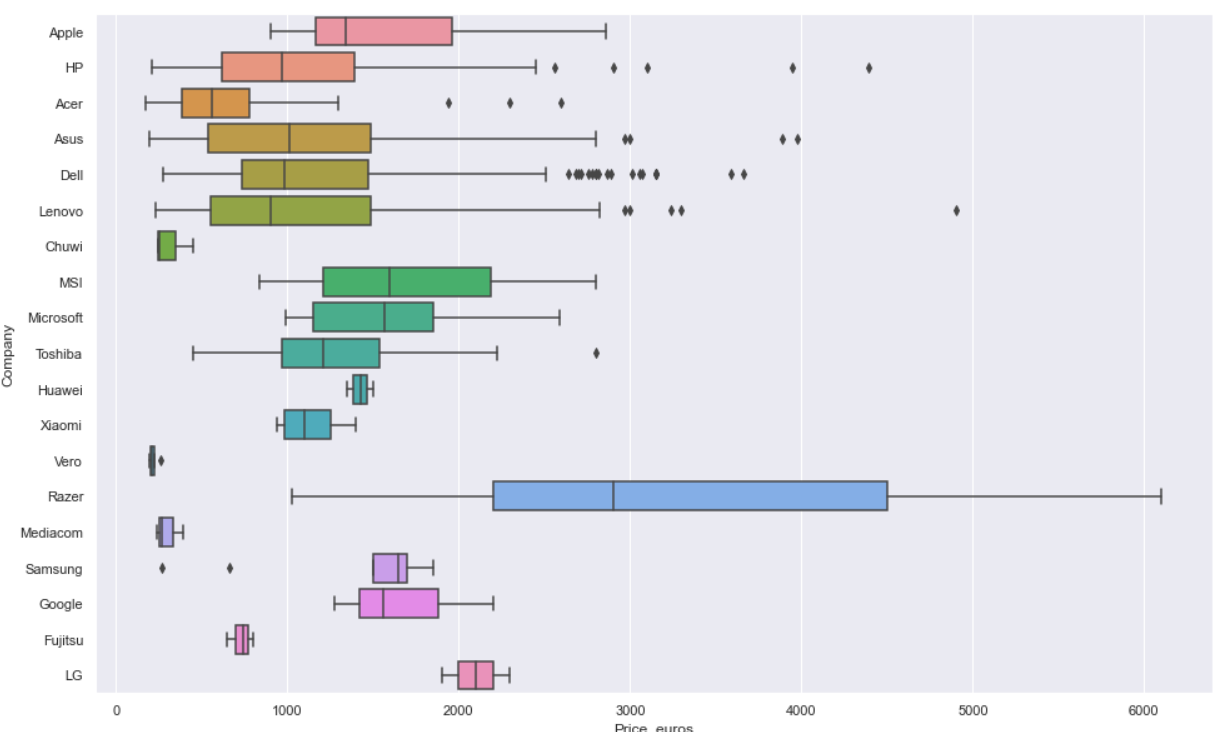 Apple
HP
Acer
Asus
Dell
Lenovo
Chuwi
MSI
Microsoft
Toshiba
Huawei
Xiaomi
Vero
Razer
Mediacom
Samsung
Google
Fujitsu
LG
Company
0 1000 2000 3000 4000 5000 6000
Price_euros